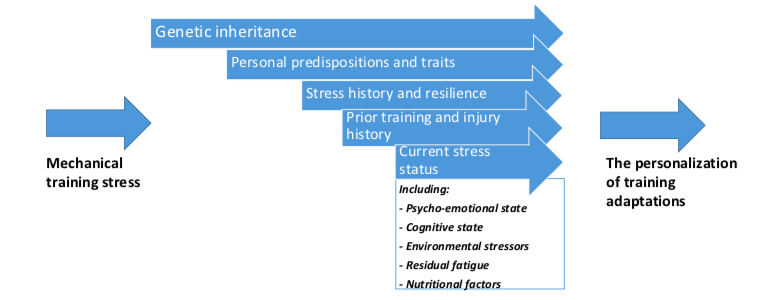 Genetic inheritance
Personal predispositions and traits
Stress history and resilience
Prior training and injury
history
Current stress
status
Mechanical
training stress
Including:
- Psycho-emotional state
- Cognitive state
- Environmental stressors
- Residual fatigue
- Nutritional factors
The personalization
of training
adaptations